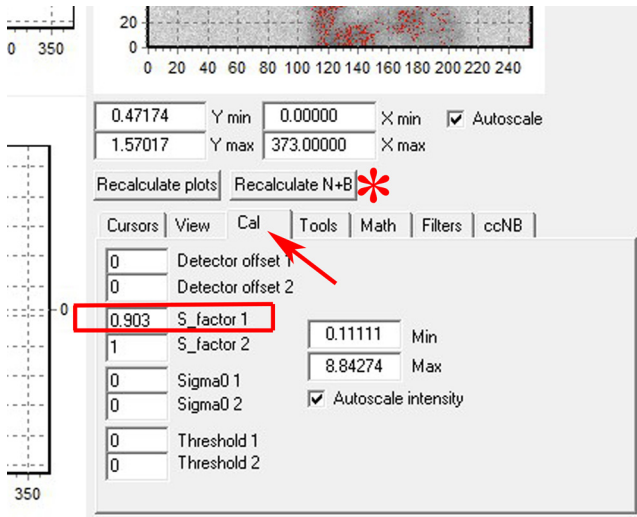 20
0
0 350
0 20 40 60 80 100 120 140 160 180 200 220 240
0.47174 Y min 0.00000 X min Autoscale
1.57017 Y max 373.00000 X max
Recalculate plots Recalculate N+B *
Cursors View Cal Tools Math Filters ccNB
0 Detector offset 1
0 Detector offset 2
0
0.903 S_factor 1
1 S_factor 2
0.11111 Min
8.84274 Max
0 Sigma0 1
0 Sigma0 2
Autoscale intensity
0 Threshold 1
0 Threshold 2
350